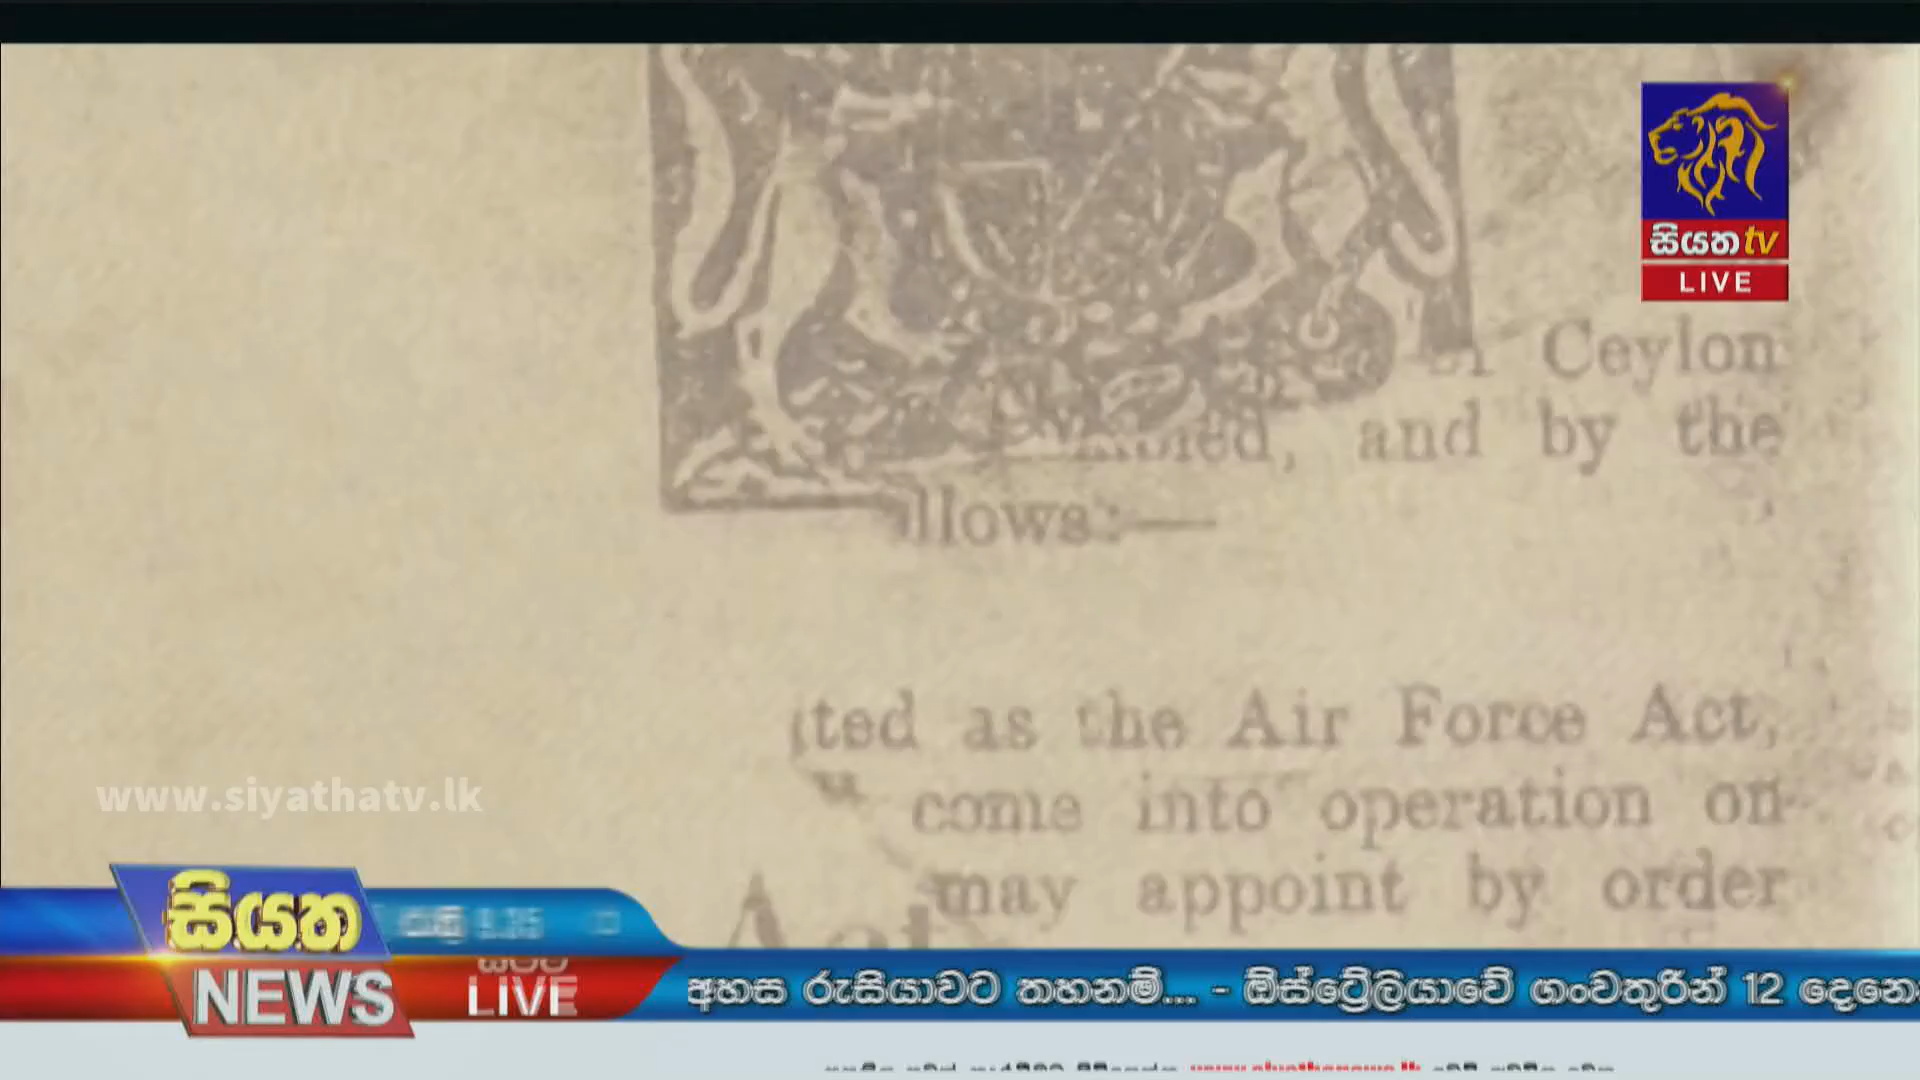 සියත tv
LIVE
Ceylon
and by the
llows:—
ted as the Air Force Act,
come into operation on
may appoint by order
Act
www.siyathatv.lk
සියත
NEWS
LIVE
අහස රුසියාවට තහනම්... - ඕස්ට්‍රේලියාවේ ගංවතුරින් 12 දෙනෙ